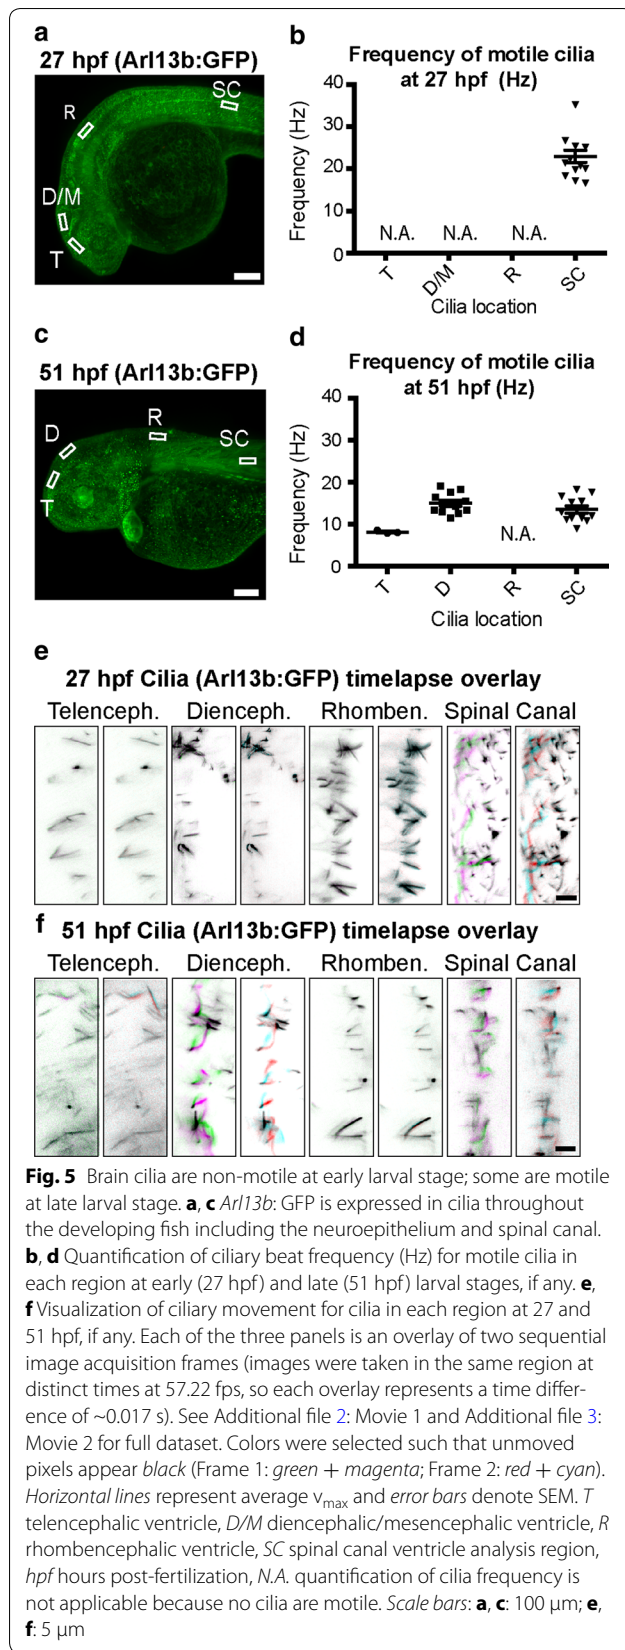 a
27 hpf (Arl13b:GFP)
SC
R
D/M
T
b
Frequency of motile cilia
at 27 hpf (Hz)
Frequency (Hz)
40
30
20
10
0
N.A. N.A. N.A.
T D/M R SC
Cilia location
c
51 hpf (Arl13b:GFP)
R
D
SC
T
d
Frequency of motile cilia
at 51 hpf (Hz)
Frequency (Hz)
40
30
20
10
0
N.A.
T D R SC
Cilia location
e
27 hpf Cilia (Arl13b:GFP) timelapse overlay
Telenceph. Dienceph. Rhomben. Spinal Canal
f
51 hpf Cilia (Arl13b:GFP) timelapse overlay
Telenceph. Dienceph. Rhomben. Spinal Canal
Fig. 5 Brain cilia are non-motile at early larval stage; some are motile
at late larval stage. a, c Arl13b: GFP is expressed in cilia throughout
the developing fish including the neuroepithelium and spinal canal.
b, d Quantification of ciliary beat frequency (Hz) for motile cilia in
each region at early (27 hpf) and late (51 hpf) larval stages, if any. e,
f Visualization of ciliary movement for cilia in each region at 27 and
51 hpf, if any. Each of the three panels is an overlay of two sequential
image acquisition frames (images were taken in the same region at
distinct times at 57.22 fps, so each overlay represents a time differ-
ence of ~0.017 s). See Additional file 2: Movie 1 and Additional file 3:
Movie 2 for full dataset. Colors were selected such that unmoved
pixels appear black (Frame 1: green + magenta; Frame 2: red + cyan).
Horizontal lines represent average vmax and error bars denote SEM. T
telencephalic ventricle, D/M diencephalic/mesencephalic ventricle, R
rhombencephalic ventricle, SC spinal canal ventricle analysis region,
hpf hours post-fertilization, N.A. quantification of cilia frequency is
not applicable because no cilia are motile. Scale bars: a, c: 100 µm; e,
f: 5 µm